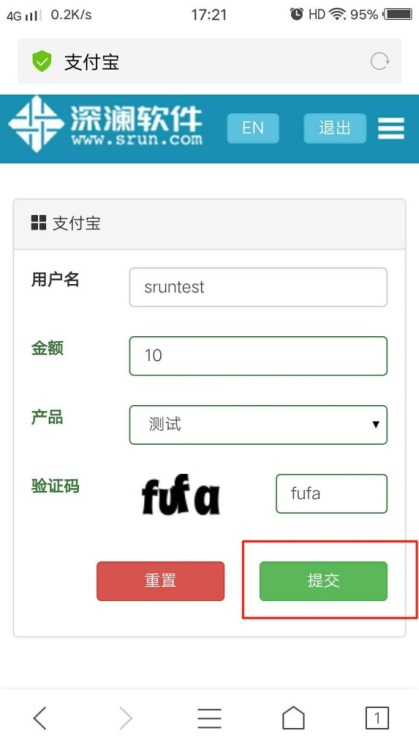 4G 0.2K/s 17:21 HD 95%
支付宝
深澜软件
www.srun.com
EN 退出
支付宝
用户名 sruntest
金额 10
产品 测试
验证码 fufa fufa
重置 提交
1